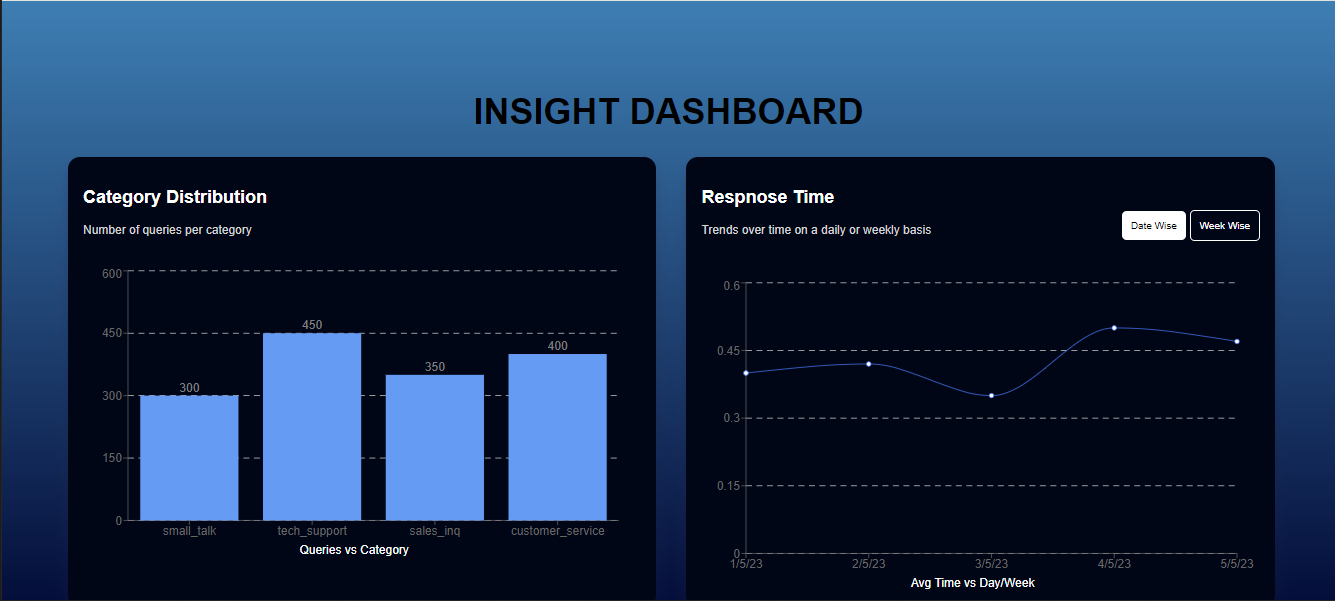 INSIGHT DASHBOARD
Category Distribution
Number of queries per category
600
450
300
150
0
300
450
350
400
small_talk
tech_support
sales_inq
customer_service
Queries vs Category
Respnose Time
Trends over time on a daily or weekly basis
Date Wise
Week Wise
0.6
0.45
0.3
0.15
0
1/5/23
2/5/23
3/5/23
4/5/23
5/5/23
Avg Time vs Day/Week